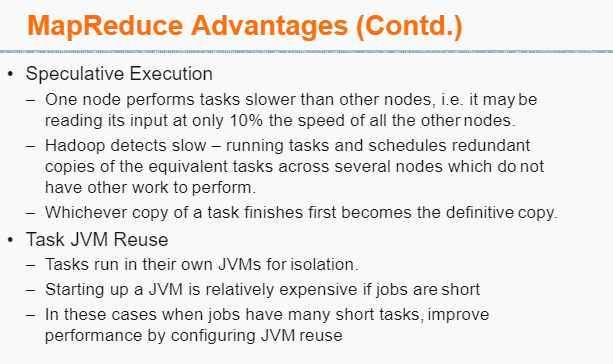 MapReduce Advantages (Contd.)
• Speculative Execution
– One node performs tasks slower than other nodes, i.e. it may be
reading its input at only 10% the speed of all the other nodes.
– Hadoop detects slow – running tasks and schedules redundant
copies of the equivalent tasks across several nodes which do not
have other work to perform.
– Whichever copy of a task finishes first becomes the definitive copy.
• Task JVM Reuse
– Tasks run in their own JVMs for isolation.
– Starting up a JVM is relatively expensive if jobs are short
– In these cases when jobs have many short tasks, improve
performance by configuring JVM reuse